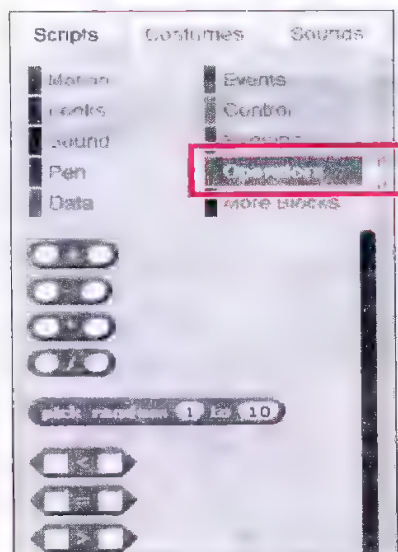 Scripts Costumes Sounds
Motion Events
Looks Control
Sound
Pen
Data More Blocks
/
pick random 1 to 10
<
=
>